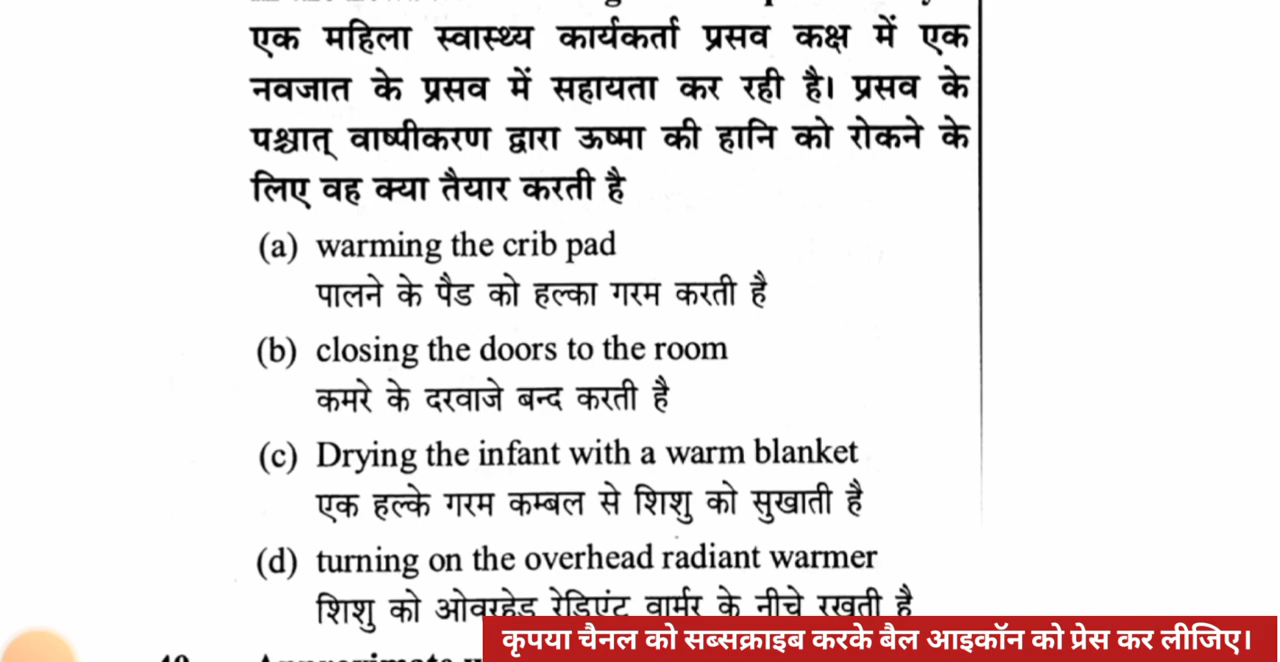 एक महिला स्वास्थ्य कार्यकर्ता प्रसव कक्ष में एक
नवजात के प्रसव में सहायता कर रही है। प्रसव के
पश्चात् वाष्पीकरण द्वारा ऊष्मा की हानि को रोकने के
लिए वह क्या तैयार करती है
(a) warming the crib pad
पालने के पैड को हल्का गरम करती है
(b) closing the doors to the room
कमरे के दरवाजे बन्द करती है
(c) Drying the infant with a warm blanket
एक हल्के गरम कम्बल से शिशु को सुखाती है
(d) turning on the overhead radiant warmer
शिशु को ओवरहेड रेडिएंट वार्मर के नीचे रखती है
कृपया चैनल को सब्सक्राइब करके बैल आइकॉन को प्रेस कर लीजिए।